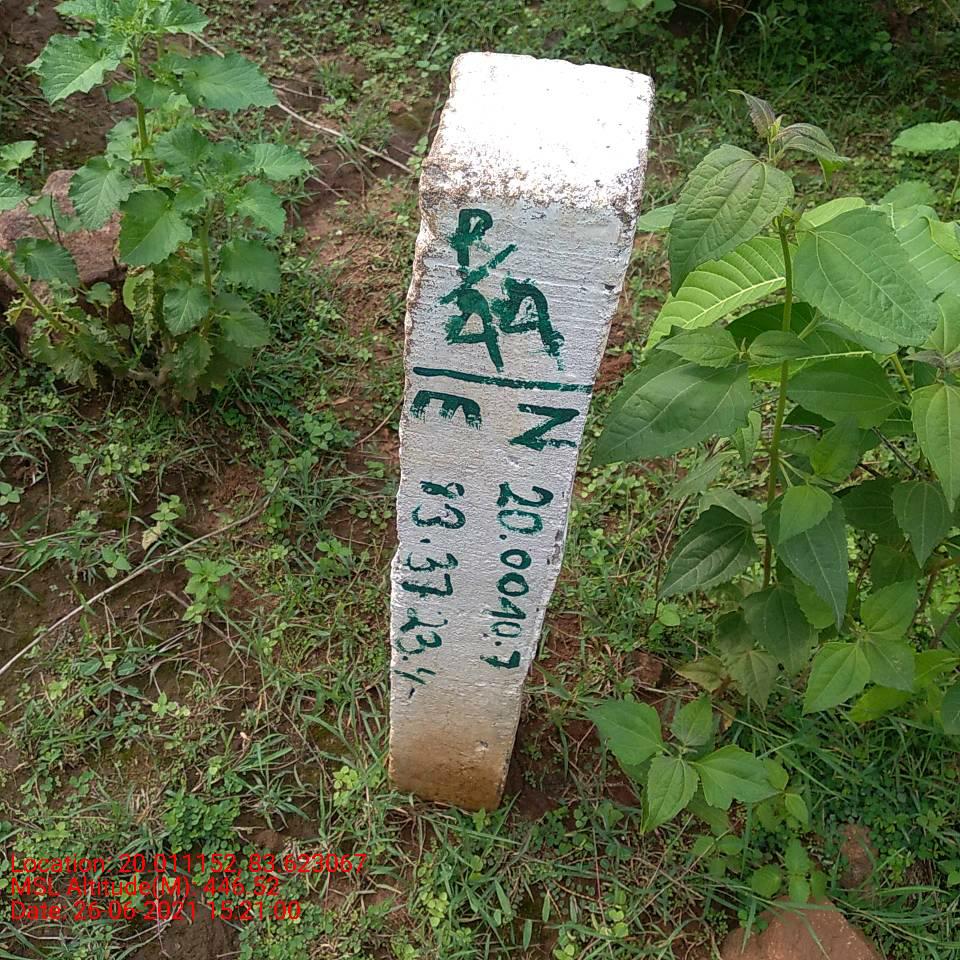 N 20.0040.7
E 83.37.23.4
Location: 20.011152, 83.623067
MSL Altitude(M): 446.52
Date: 26-06-2021 15:21:00